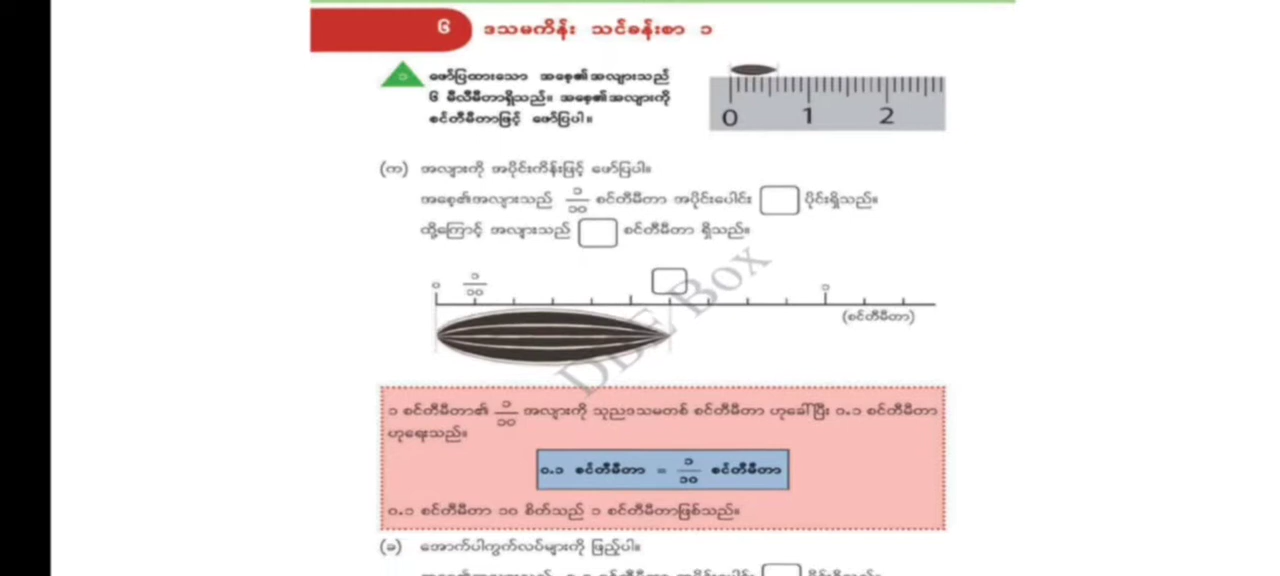 ၆ ဒသမကိန်း သင်ခန်းစာ ၁
၁ ဖော်ပြထားသော အစေ့၏အလျားသည်
၆ မီလီမီတာရှိသည်။ အစေ့၏အလျားကို
စင်တီမီတာဖြင့် ဖော်ပြပါ။
0 1 2
(က) အလျားကို အပိုင်းကိန်းဖြင့် ဖော်ပြပါ။
အစေ့၏အလျားသည် ၁/၁၀ စင်တီမီတာ အပိုင်းပေါင်း ပိုင်းရှိသည်။
ထို့ကြောင့် အလျားသည် စင်တီမီတာ ရှိသည်။
၀ ၁/၁၀ ၁
(စင်တီမီတာ)
DBE Box
၁ စင်တီမီတာ၏ ၁/၁၀ အလျားကို သုညဒသမတစ် စင်တီမီတာ ဟုခေါ်ပြီး ၀.၁ စင်တီမီတာ
ဟုရေးသည်။
၀.၁ စင်တီမီတာ = ၁/၁၀ စင်တီမီတာ
၀.၁ စင်တီမီတာ ၁၀ စိတ်သည် ၁ စင်တီမီတာဖြစ်သည်။
(ခ) အောက်ပါကွက်လပ်များကို ဖြည့်ပါ။